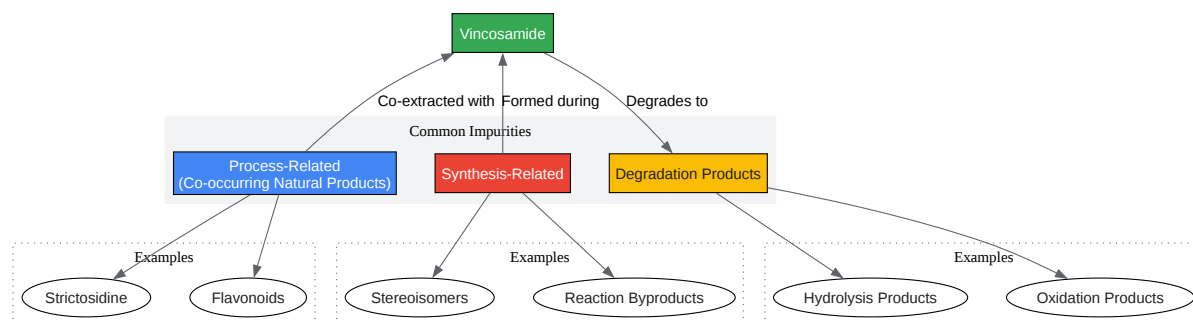 Vincosamide
Co-extracted with
Formed during
Degrades to
Common Impurities
Process-Related
(Co-occurring Natural Products)
Synthesis-Related
Degradation Products
Examples
Examples
Examples
Strictosidine
Flavonoids
Stereoisomers
Reaction Byproducts
Hydrolysis Products
Oxidation Products